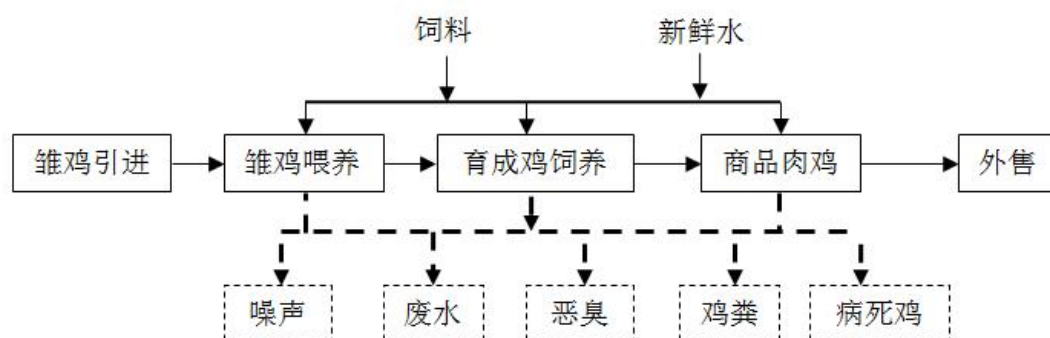 饲料 新鲜水
雏鸡引进 雏鸡喂养 育成鸡饲养 商品肉鸡 外售
噪声 废水 恶臭 鸡粪 病死鸡